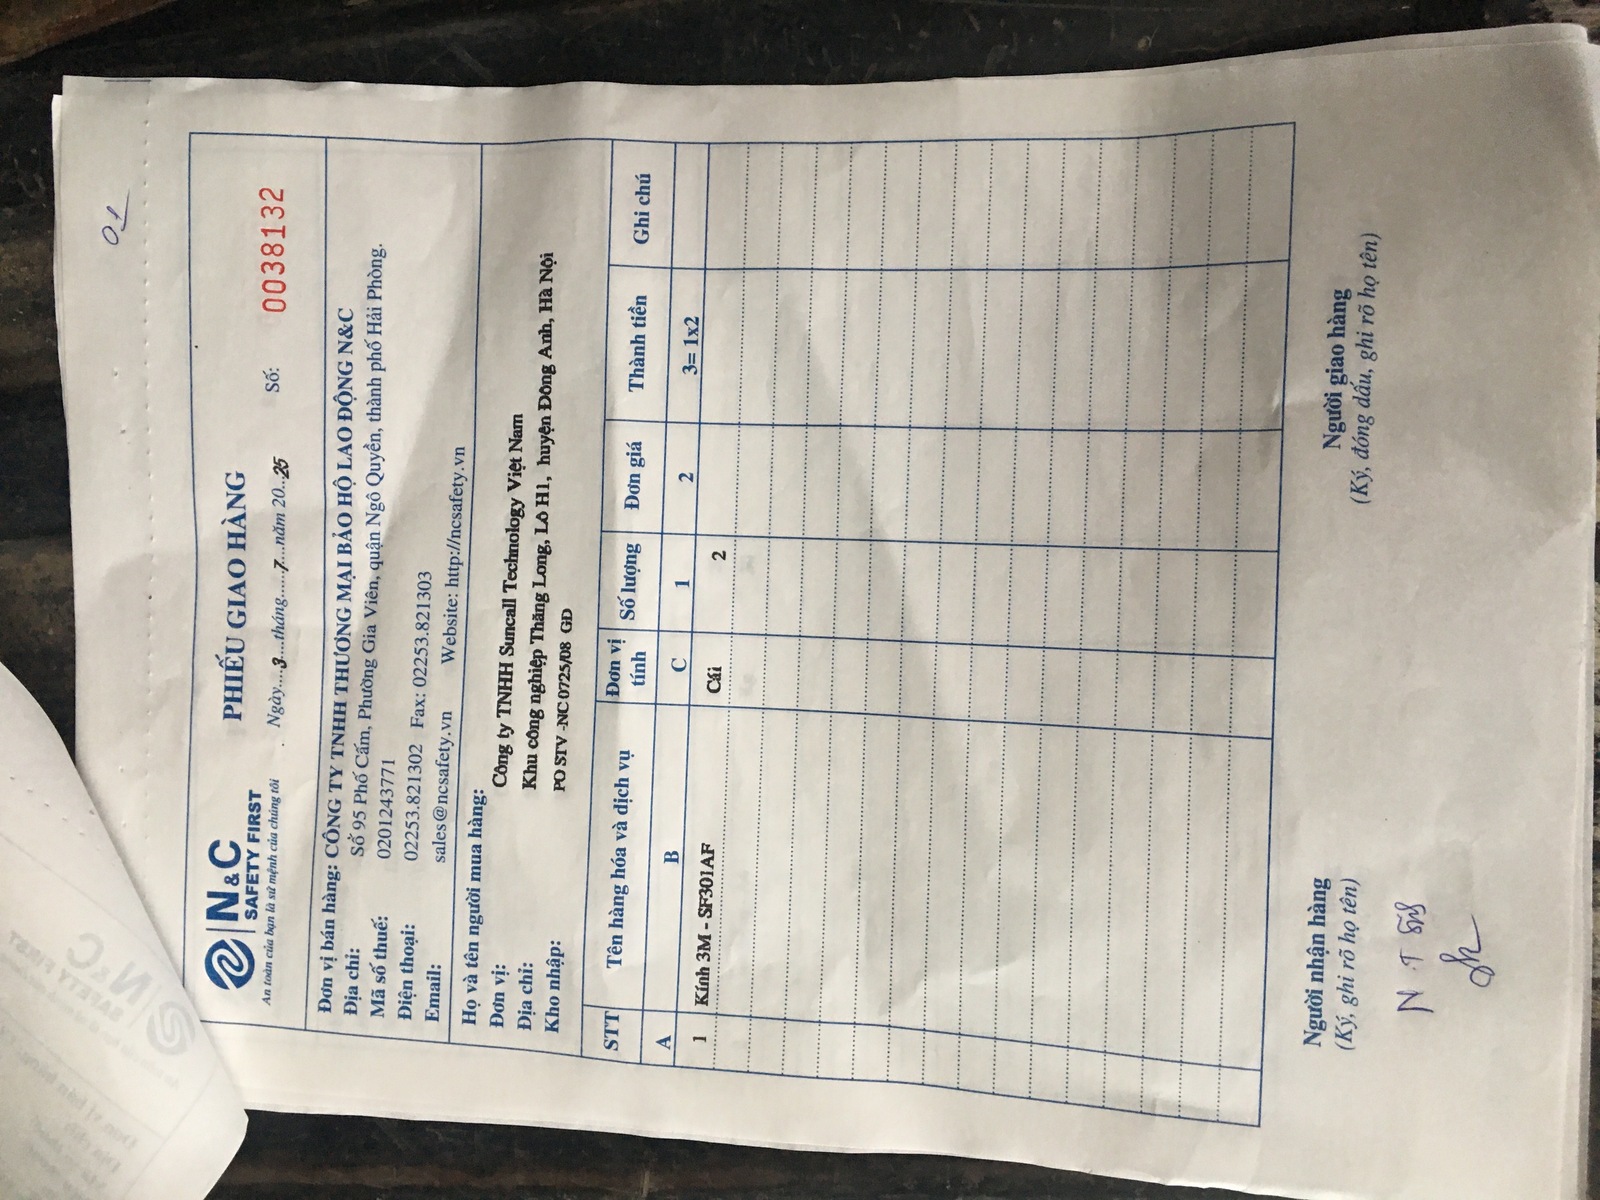 01
N&C
SAFETY FIRST
An toàn của bạn là sứ mệnh của chúng tôi
PHIẾU GIAO HÀNG
Ngày....3....tháng.....7..năm 20..25
Số: 0038132
Đơn vị bán hàng: CÔNG TY TNHH THƯƠNG MẠI BẢO HỘ LAO ĐỘNG N&C
Địa chỉ: Số 95 Phố Cấm, Phường Gia Viên, quận Ngô Quyền, thành phố Hải Phòng.
Mã số thuế: 0201243771
Điện thoại: 02253.821302 Fax: 02253.821303
Email: sales@ncsafety.vn Website: http://ncsafety.vn
Họ và tên người mua hàng:
Đơn vị: Công ty TNHH Suncall Technology Việt Nam
Địa chỉ: Khu công nghiệp Thăng Long, Lô H1, huyện Đông Anh, Hà Nội
Kho nhập: PO STV-NC0725/08 GD
STT Tên hàng hóa và dịch vụ Đơn vị tính Số lượng Đơn giá Thành tiền Ghi chú
A B C 1 2 3= 1x2
1 Kính 3M - SF301AF Cái 2
Người nhận hàng Người giao hàng
(Ký, ghi rõ họ tên) (Ký, đóng dấu, ghi rõ họ tên)
N.T